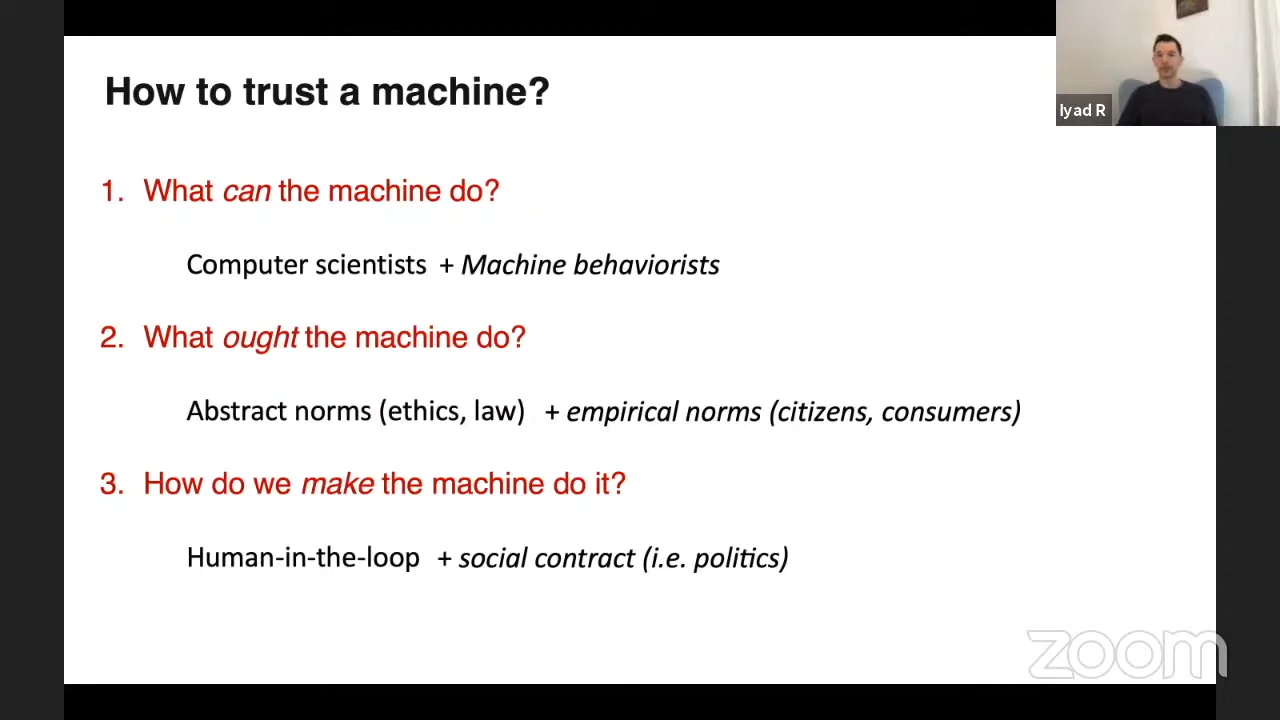 How to trust a machine?
Iyad R
1. What can the machine do?
Computer scientists + Machine behaviorists
2. What ought the machine do?
Abstract norms (ethics, law) + empirical norms (citizens, consumers)
3. How do we make the machine do it?
Human-in-the-loop + social contract (i.e. politics)
zoom